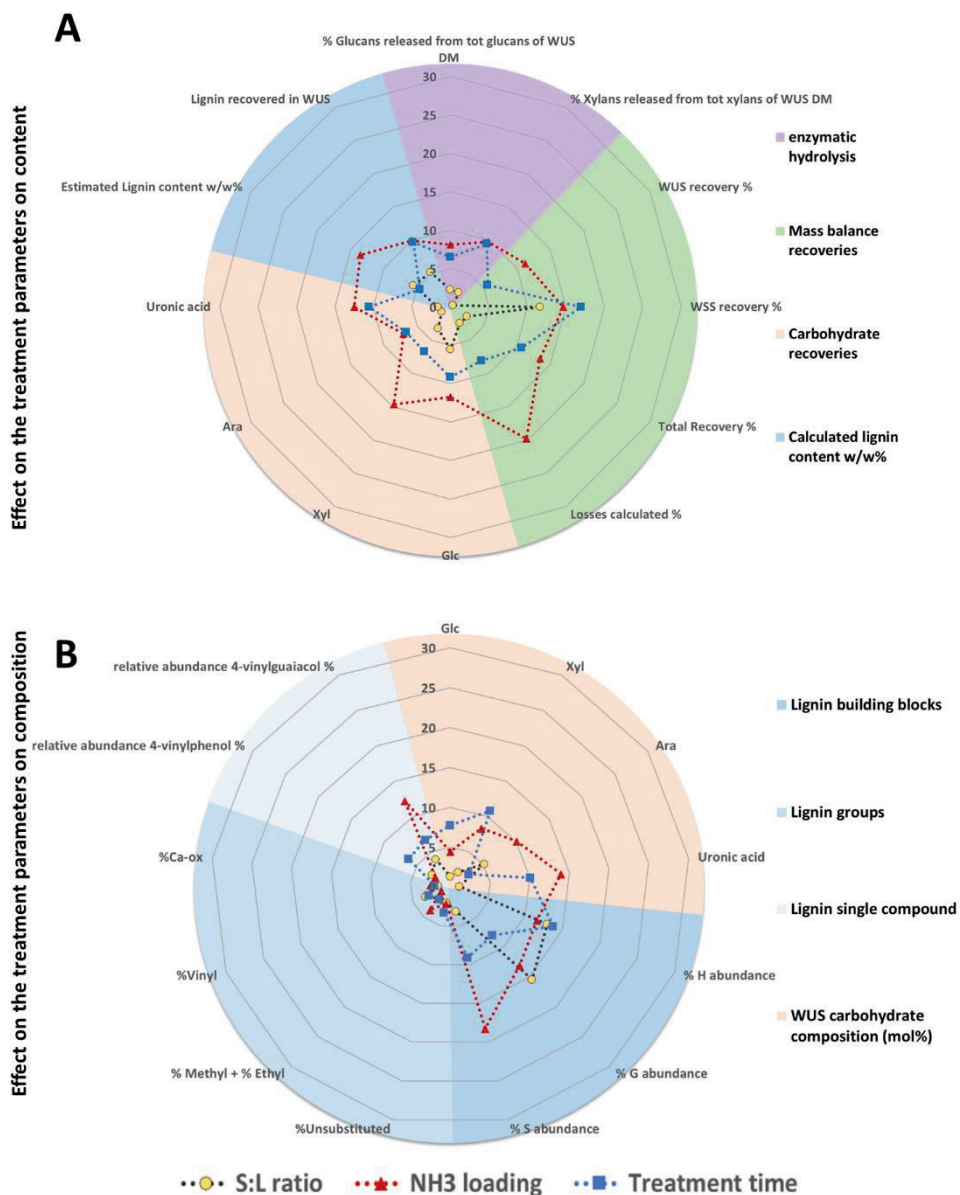 A
Effect on the treatment parameters on content
% Glucans released from tot glucans of WUS
DM
30
25
20
15
10
5
0
% Xylans released from tot xylans of WUS DM
WUS recovery %
WSS recovery %
Total Recovery %
Losses calculated %
Glc
Xyl
Ara
Uronic acid
Estimated Lignin content w/w%
Lignin recovered in WUS
enzymatic
hydrolysis
Mass balance
recoveries
Carbohydrate
recoveries
Calculated lignin
content w/w%
B
Effect on the treatment parameters on composition
Glc
30
25
20
15
10
5
Xyl
Ara
Uronic acid
% H abundance
% G abundance
% S abundance
%Unsubstituted
% Methyl + % Ethyl
%Vinyl
%Ca-ox
relative abundance 4-vinylphenol %
relative abundance 4-vinylguaiacol %
Lignin building blocks
Lignin groups
Lignin single compound
WUS carbohydrate
composition (mol%)
S:L ratio
NH3 loading
Treatment time